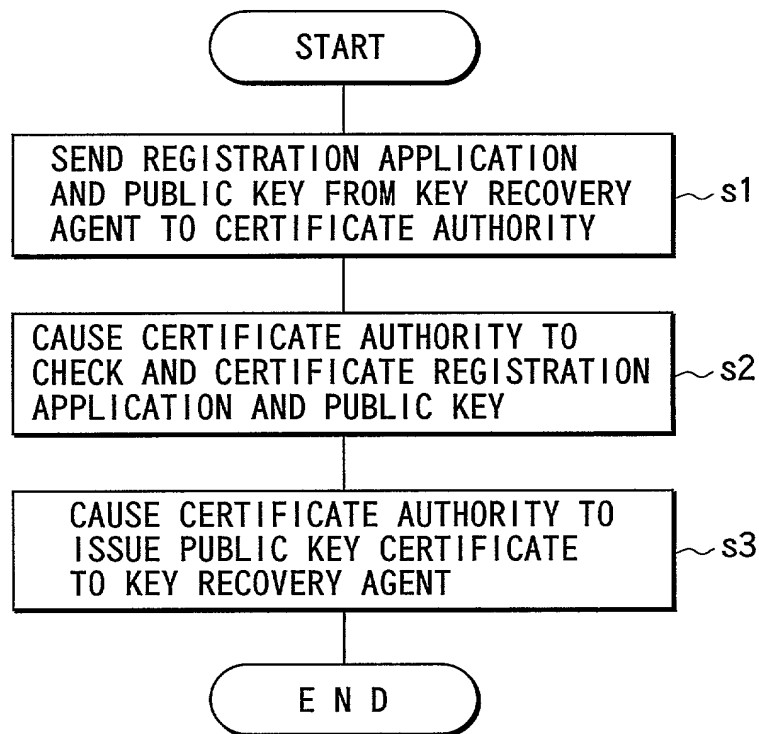 START
SEND REGISTRATION APPLICATION
AND PUBLIC KEY FROM KEY RECOVERY
AGENT TO CERTIFICATE AUTHORITY
s1
CAUSE CERTIFICATE AUTHORITY TO
CHECK AND CERTIFICATE REGISTRATION
APPLICATION AND PUBLIC KEY
s2
CAUSE CERTIFICATE AUTHORITY TO
ISSUE PUBLIC KEY CERTIFICATE
TO KEY RECOVERY AGENT
s3
E N D